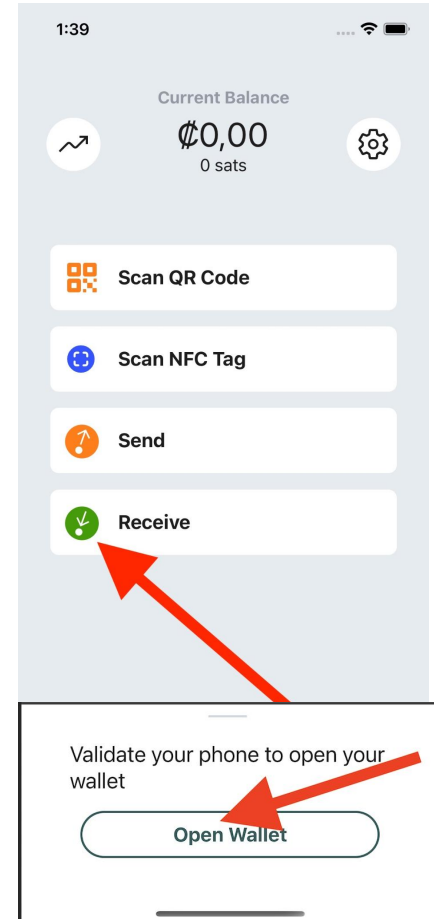 1:39
Current Balance
₡0,00
0 sats
Scan QR Code
Scan NFC Tag
Send
Receive
Validate your phone to open your
wallet
Open Wallet